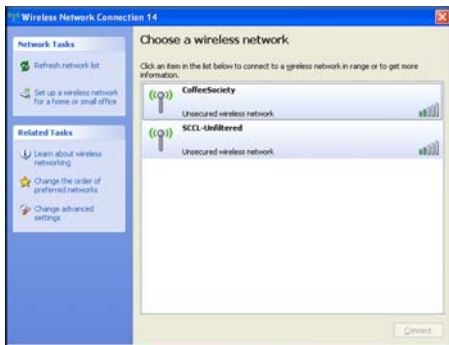 Wireless Network Connection 14
Network Tasks
Refresh network list
Set up a wireless network
for a home or small office
Related Tasks
Learn about wireless
networking
Change the order of
preferred networks
Change advanced
settings
Choose a wireless network
Click an item in the list below to connect to a wireless network in range or to get more
information.
CoffeeSociety
Unsecured wireless network
SCCL-Unfiltered
Unsecured wireless network
Connect